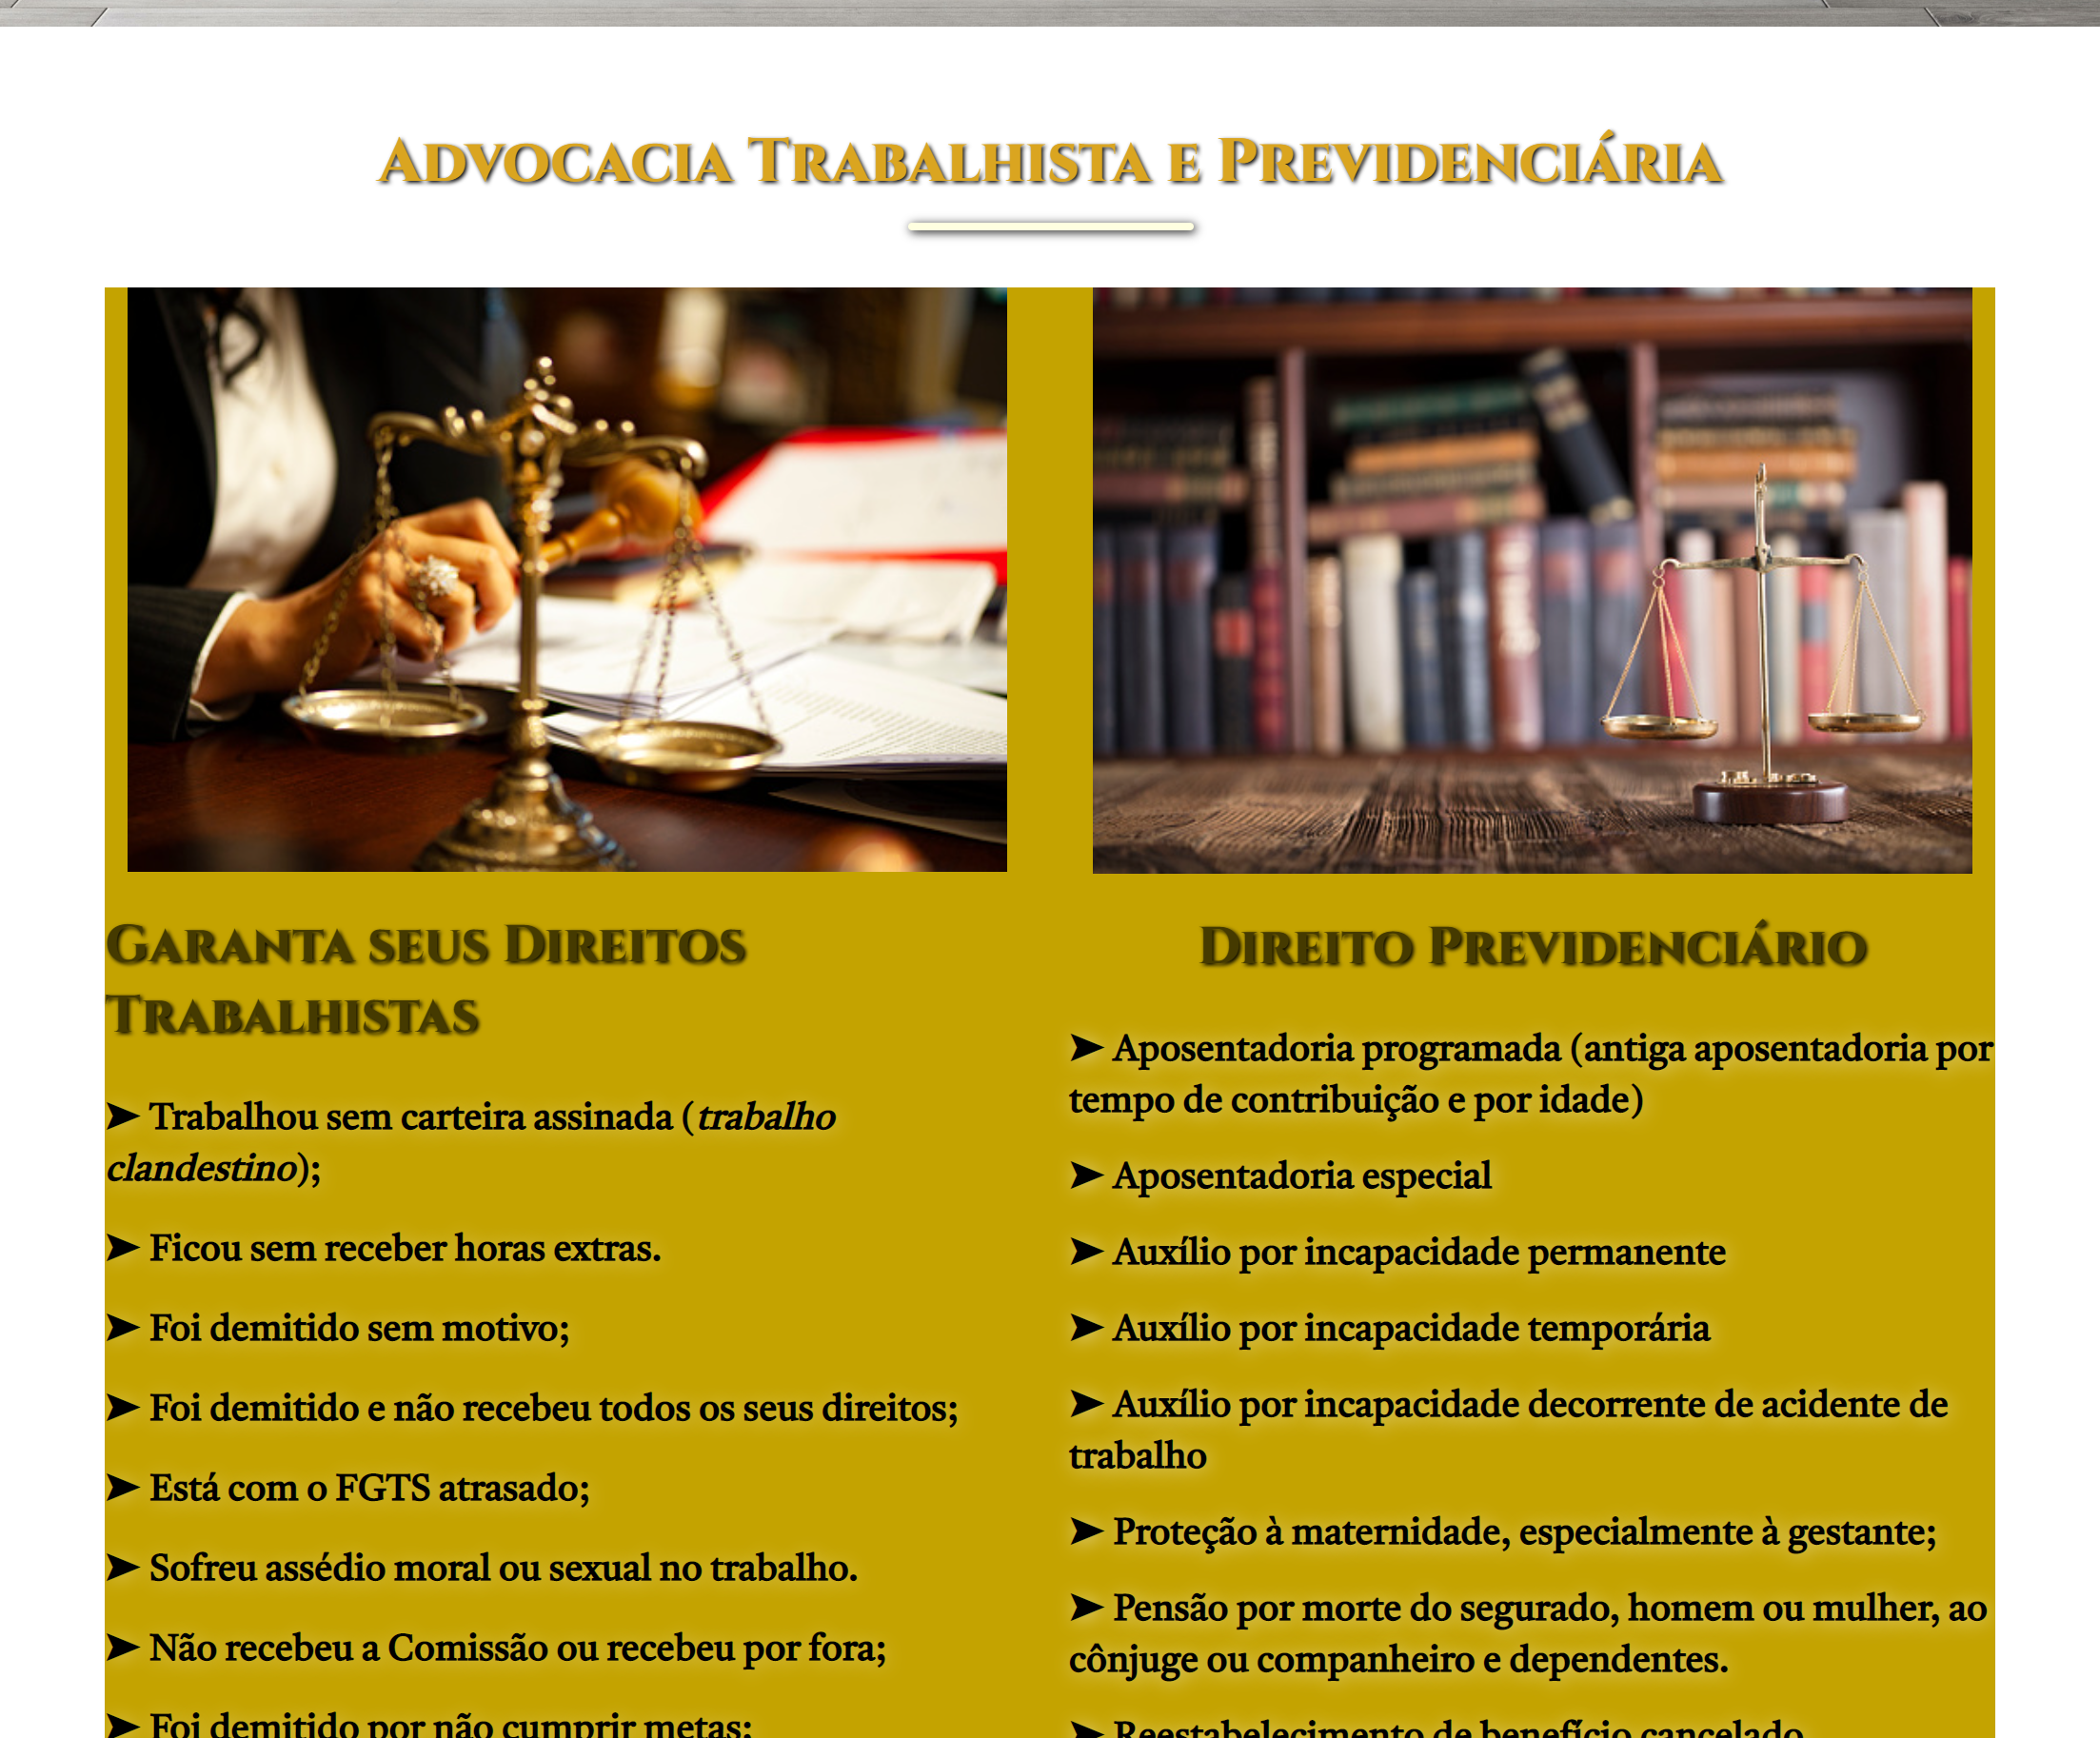 Advocacia Trabalhista e Previdenciária
Garanta seus Direitos
Trabalhistas
➤ Trabalhou sem carteira assinada (trabalho
clandestino);
➤ Ficou sem receber horas extras.
➤ Foi demitido sem motivo;
➤ Foi demitido e não recebeu todos os seus direitos;
➤ Está com o FGTS atrasado;
➤ Sofreu assédio moral ou sexual no trabalho.
➤ Não recebeu a Comissão ou recebeu por fora;
➤ Foi demitido por não cumprir metas;
Direito Previdenciário
➤ Aposentadoria programada (antiga aposentadoria por
tempo de contribuição e por idade)
➤ Aposentadoria especial
➤ Auxílio por incapacidade permanente
➤ Auxílio por incapacidade temporária
➤ Auxílio por incapacidade decorrente de acidente de
trabalho
➤ Proteção à maternidade, especialmente à gestante;
➤ Pensão por morte do segurado, homem ou mulher, ao
cônjuge ou companheiro e dependentes.
➤ Reestabelecimento de benefício cancelado